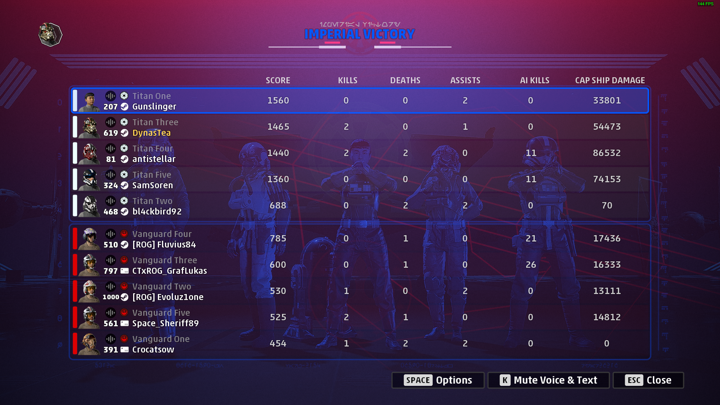 144 FPS
IMPERIAL VICTORY
SCORE KILLS DEATHS ASSISTS AI KILLS CAP SHIP DAMAGE
Titan One
207 Gunslinger 1560 0 0 2 0 33801
Titan Three
619 DynasTea 1465 2 0 1 0 54473
Titan Four
81 antistellar 1440 2 2 0 11 86532
Titan Five
324 SamSoren 1360 0 0 0 11 74153
Titan Two
468 bl4ckbird92 688 0 2 2 0 70
Vanguard Four
510 [ROG] Fluvius84 785 0 1 0 21 17436
Vanguard Three
797 CTxROG_GrafLukas 600 0 1 0 26 16333
Vanguard Two
1000 [ROG] Evoluz1one 530 1 0 2 0 13111
Vanguard Five
561 Space_Sheriff89 525 2 1 0 0 14812
Vanguard One
391 Crocatsow 454 1 2 2 0 0
SPACE Options K Mute Voice & Text ESC Close